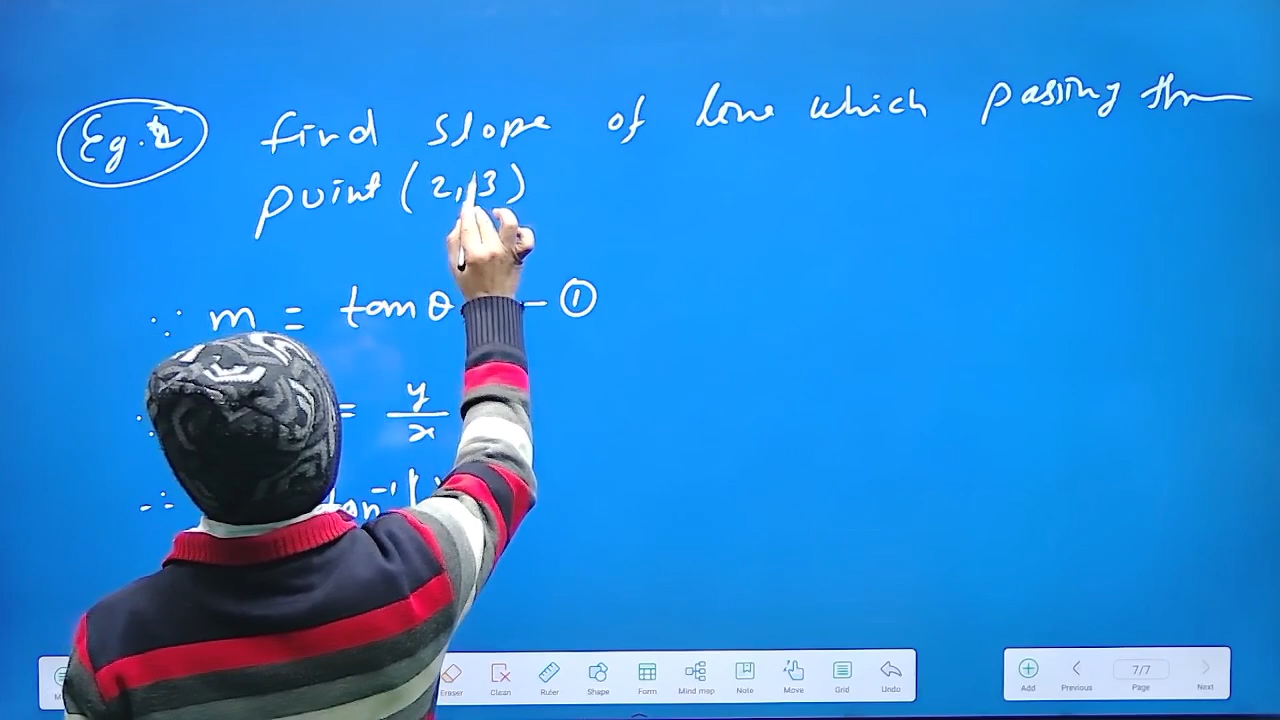 Eg. 2 find slope of line which passing thr
point (2, 3)
∵ m = tan θ - ①
= y/x
∴ tan⁻¹
Eraser Clean Ruler Shape Form Mind map Note Move Grid Undo
Add Previous 7/7 Page Next